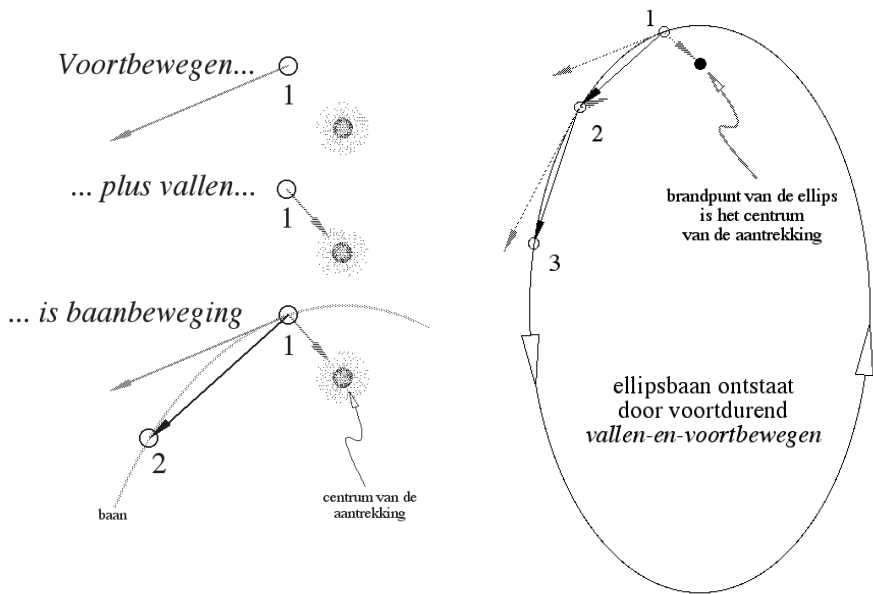 Voortbewegen...
1
... plus vallen...
1
... is baanbeweging
1
2
baan
centrum van de
aantrekking
1
2
3
brandpunt van de ellips
is het centrum
van de aantrekking
ellipsbaan ontstaat
door voortdurend
vallen-en-voortbewegen